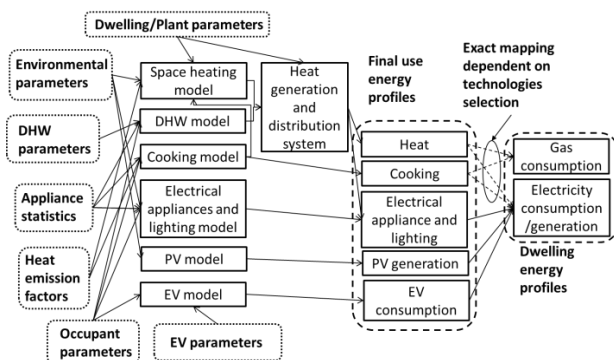 Dwelling/Plant parameters
Environmental
parameters
DHW
parameters
Appliance
statistics
Heat
emission
factors
Occupant
parameters
EV parameters
Space heating
model
DHW model
Cooking model
Electrical
appliances and
lighting model
PV model
EV model
Heat
generation
and
distribution
system
Final use
energy
profiles
Heat
Cooking
Electrical
appliance and
lighting
PV generation
EV
consumption
Exact mapping
dependent on
technologies
selection
Gas
consumption
Electricity
consumption
/generation
Dwelling
energy
profiles